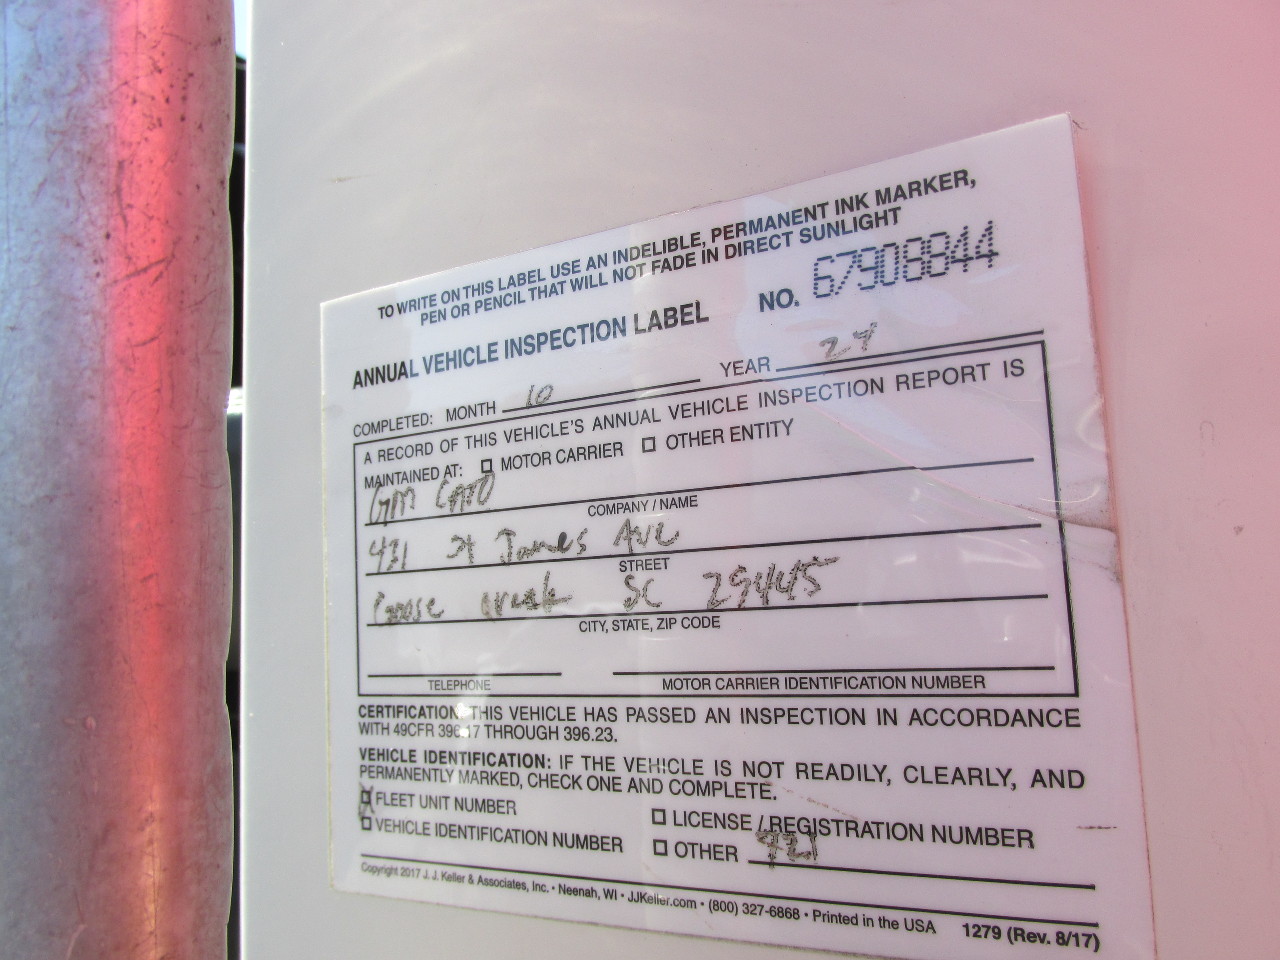 TO WRITE ON THIS LABEL USE AN INDELIBLE, PERMANENT INK MARKER,
PEN OR PENCIL THAT WILL NOT FADE IN DIRECT SUNLIGHT
ANNUAL VEHICLE INSPECTION LABEL NO. 67908844
COMPLETED: MONTH 10 YEAR 24
A RECORD OF THIS VEHICLE'S ANNUAL VEHICLE INSPECTION REPORT IS
MAINTAINED AT: MOTOR CARRIER OTHER ENTITY
GM
COMPANY / NAME
431 St James Ave
STREET
Goose Creek SC 29445
CITY, STATE, ZIP CODE
TELEPHONE MOTOR CARRIER IDENTIFICATION NUMBER
CERTIFICATION: THIS VEHICLE HAS PASSED AN INSPECTION IN ACCORDANCE
WITH 49CFR 396.17 THROUGH 396.23.
VEHICLE IDENTIFICATION: IF THE VEHICLE IS NOT READILY, CLEARLY, AND
PERMANENTLY MARKED, CHECK ONE AND COMPLETE.
X FLEET UNIT NUMBER LICENSE / REGISTRATION NUMBER
VEHICLE IDENTIFICATION NUMBER OTHER 921
Copyright 2017 J. J. Keller & Associates, Inc. • Neenah, WI • JJKeller.com • (800) 327-6868 • Printed in the USA 1279 (Rev. 8/17)